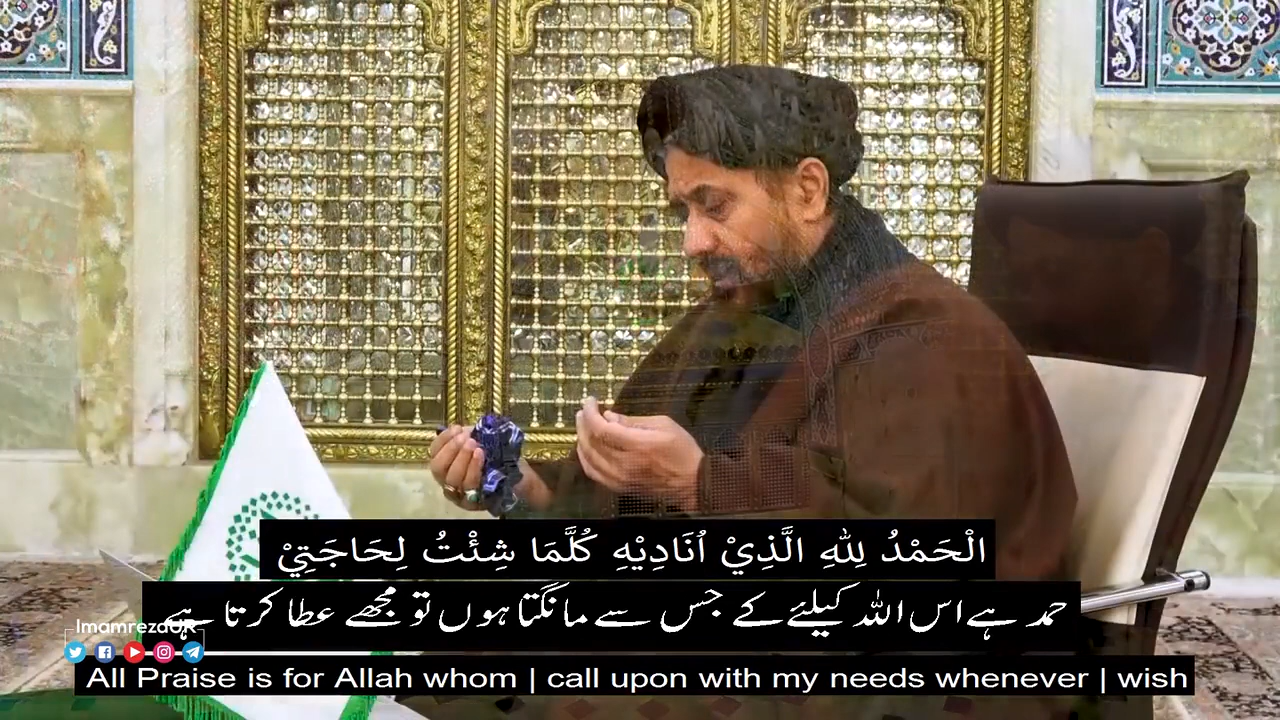 الْحَمْدُ لِلّٰهِ الَّذِيْ اُنَادِيْهِ كُلَّمَا شِئْتُ لِحَاجَتِيْ
حمد ہے اس اللہ کیلئے کے جس سے مانگتا ہوں تو مجھے عطا کرتا ہے
ImamrezaUR
All Praise is for Allah whom | call upon with my needs whenever | wish